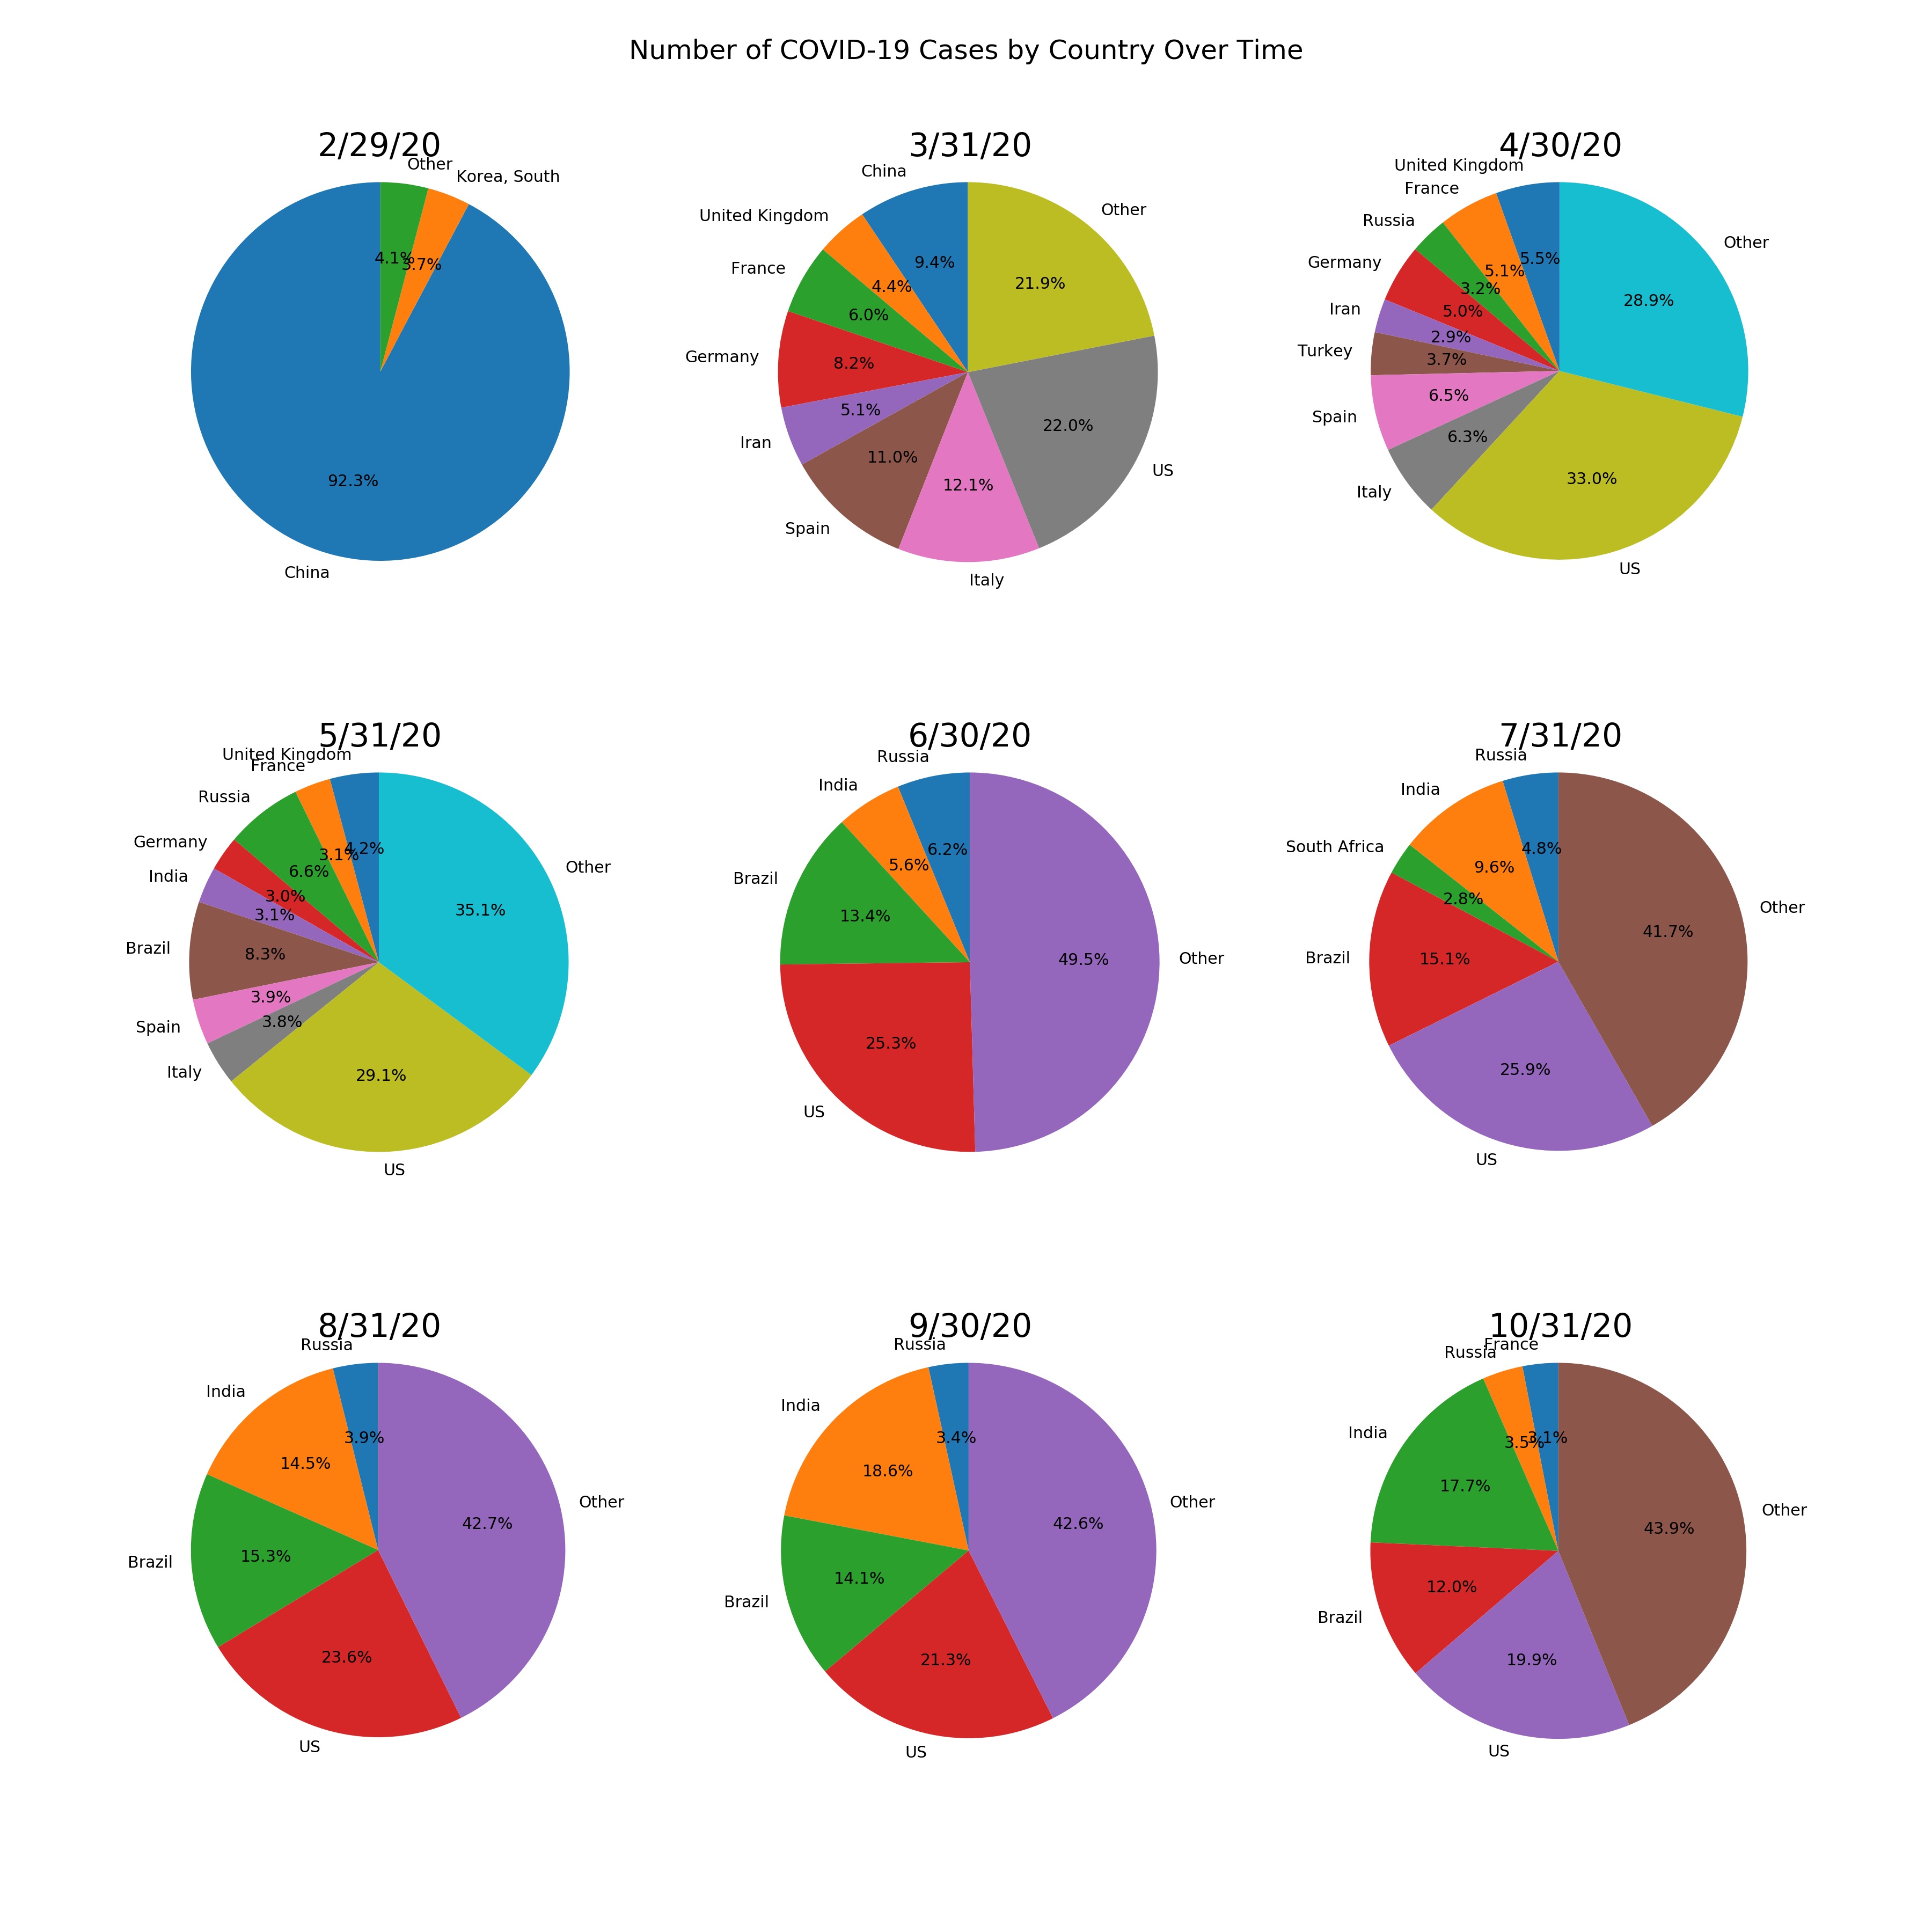 Number of COVID-19 Cases by Country Over Time
2/29/20
Other
Korea, South
4.1%
3.7%
92.3%
China
3/31/20
China
Other
United Kingdom
France
9.4%
21.9%
4.4%
6.0%
Germany
8.2%
5.1%
22.0%
Iran
11.0%
US
12.1%
Spain
Italy
4/30/20
United Kingdom
France
Russia
Other
Germany
5.5%
5.1%
3.2%
28.9%
Iran
5.0%
2.9%
Turkey
3.7%
6.5%
Spain
6.3%
33.0%
Italy
US
5/31/20
United Kingdom
France
Russia
Germany
4.2%
3.1%
Other
India
6.6%
3.0%
35.1%
3.1%
Brazil
8.3%
3.9%
Spain
3.8%
Italy
29.1%
US
6/30/20
Russia
India
6.2%
5.6%
Brazil
13.4%
49.5%
Other
25.3%
US
7/31/20
Russia
India
South Africa
4.8%
9.6%
2.8%
Other
41.7%
Brazil
15.1%
25.9%
US
8/31/20
Russia
India
3.9%
14.5%
Other
42.7%
Brazil
15.3%
23.6%
US
9/30/20
Russia
India
3.4%
18.6%
Other
42.6%
14.1%
Brazil
21.3%
US
10/31/20
France
Russia
India
3.1%
3.5%
17.7%
Other
43.9%
12.0%
Brazil
19.9%
US